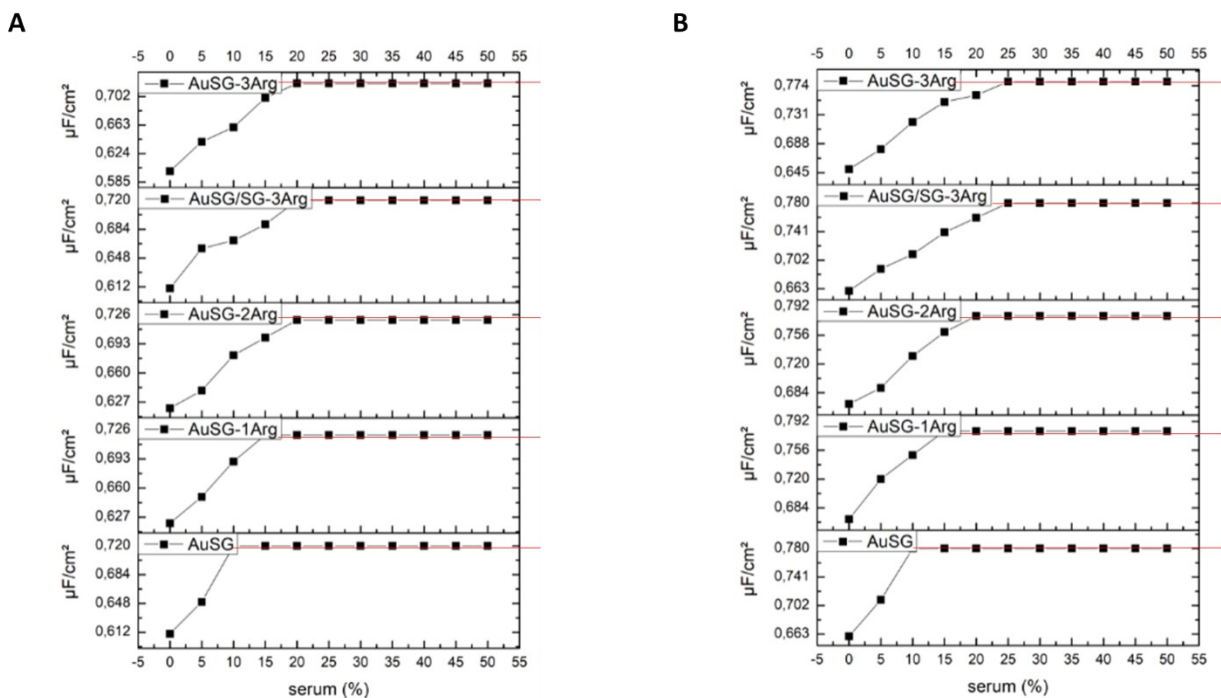 A
-5 0 5 10 15 20 25 30 35 40 45 50 55
AuSG-3Arg
0,702
0,663
0,624
0,585
µF/cm²
AuSG/SG-3Arg
0,720
0,684
0,648
0,612
µF/cm²
AuSG-2Arg
0,726
0,693
0,660
0,627
µF/cm²
AuSG-1Arg
0,726
0,693
0,660
0,627
µF/cm²
AuSG
0,720
0,684
0,648
0,612
µF/cm²
-5 0 5 10 15 20 25 30 35 40 45 50 55
serum (%)
B
-5 0 5 10 15 20 25 30 35 40 45 50 55
AuSG-3Arg
0,774
0,731
0,688
0,645
µF/cm²
AuSG/SG-3Arg
0,780
0,741
0,702
0,663
µF/cm²
AuSG-2Arg
0,792
0,756
0,720
0,684
µF/cm²
AuSG-1Arg
0,792
0,756
0,720
0,684
µF/cm²
AuSG
0,780
0,741
0,702
0,663
µF/cm²
-5 0 5 10 15 20 25 30 35 40 45 50 55
serum (%)